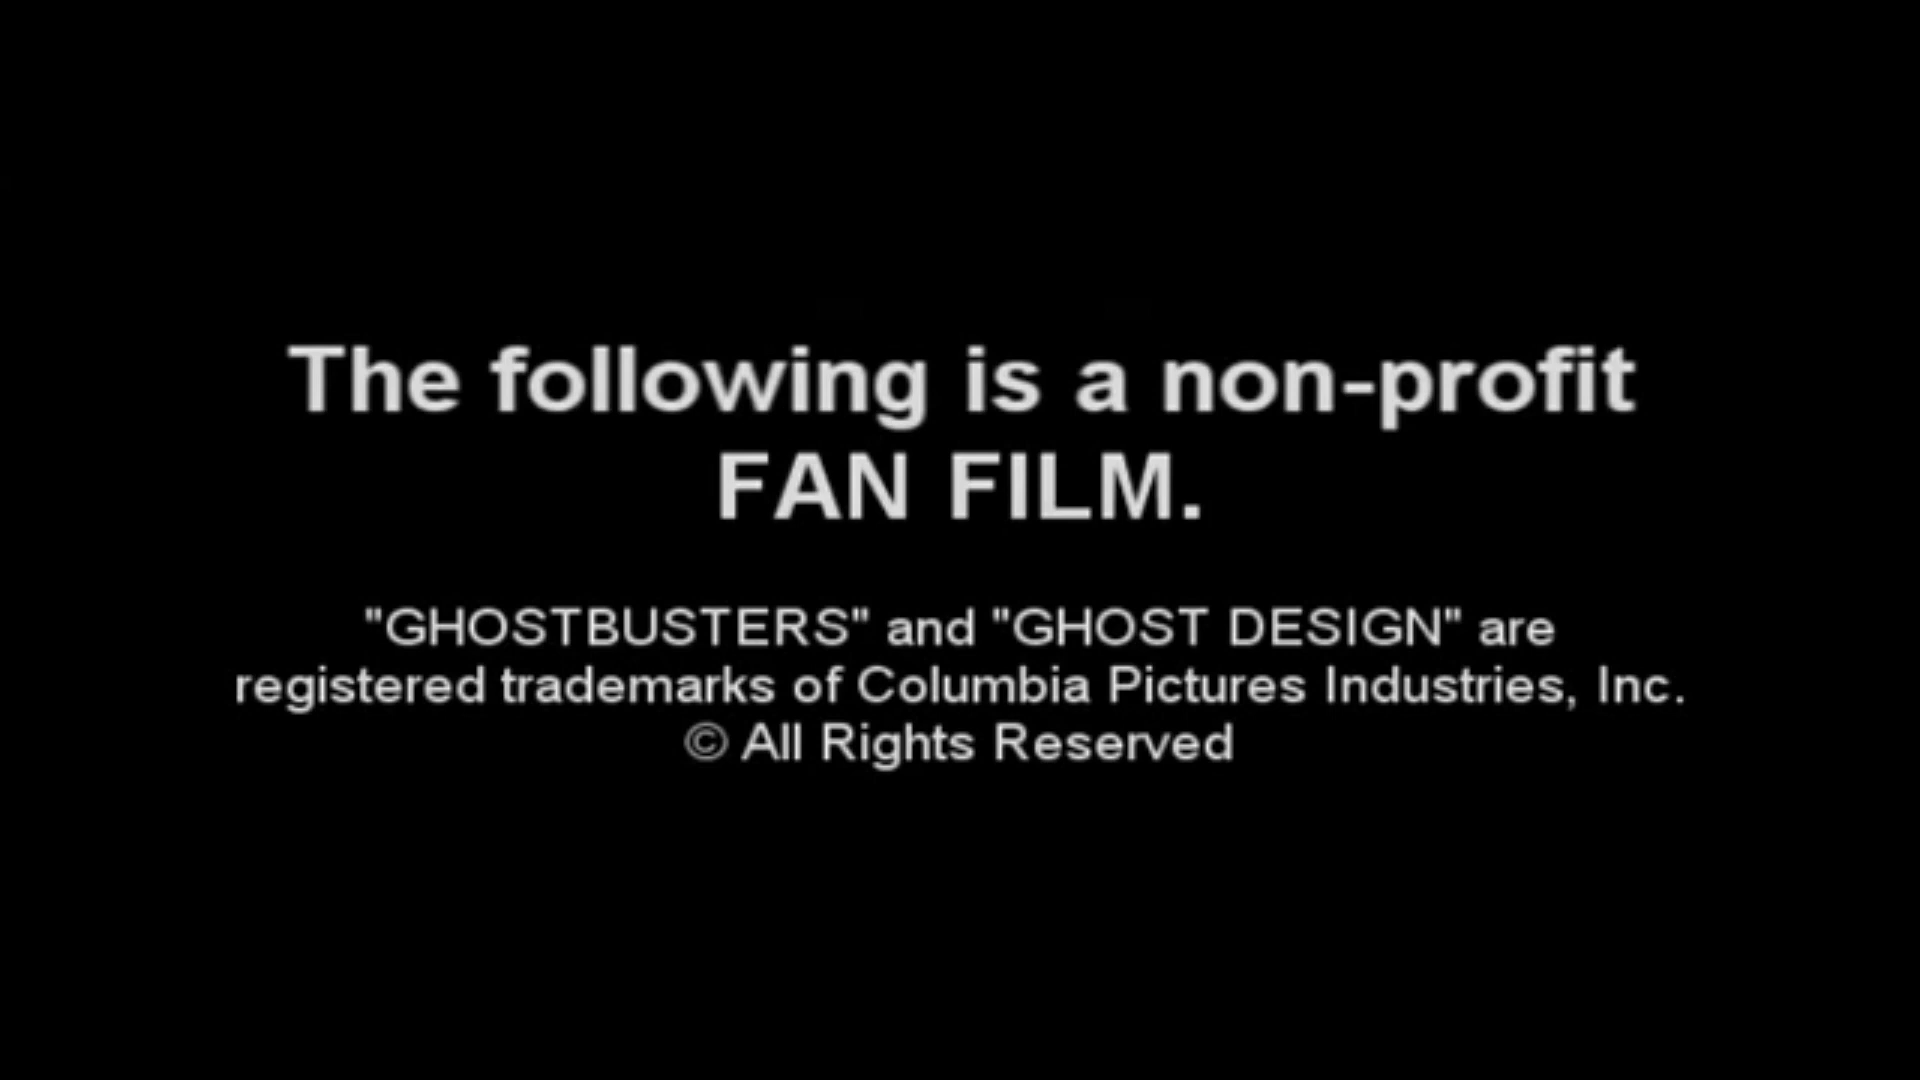 The following is a non-profit
FAN FILM.
"GHOSTBUSTERS" and "GHOST DESIGN" are
registered trademarks of Columbia Pictures Industries, Inc.
© All Rights Reserved